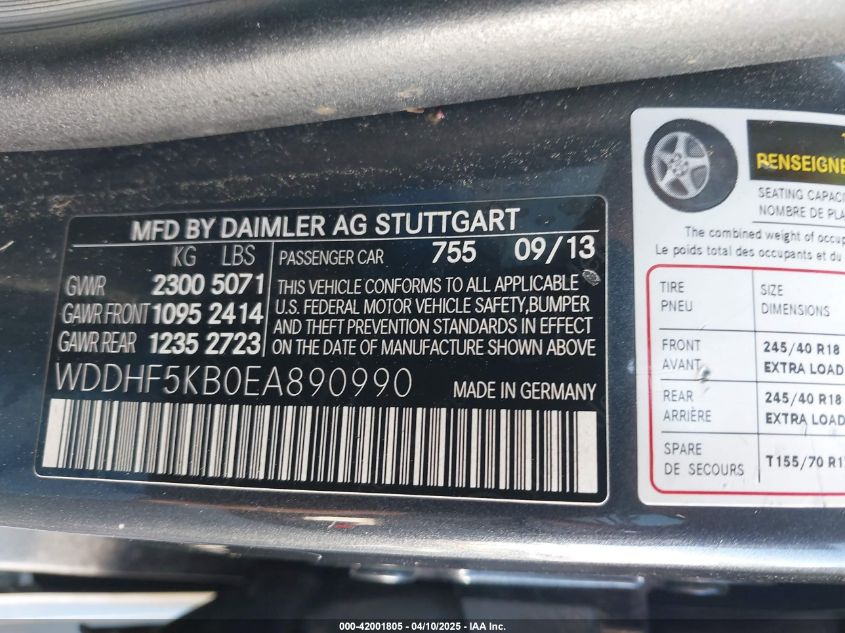 MFD BY DAIMLER AG STUTTGART
KG LBS
GVWR 2300 5071
GAWR FRONT 1095 2414
GAWR REAR 1235 2723
PASSENGER CAR 755 09/13
THIS VEHICLE CONFORMS TO ALL APPLICABLE
U.S. FEDERAL MOTOR VEHICLE SAFETY,BUMPER
AND THEFT PREVENTION STANDARDS IN EFFECT
ON THE DATE OF MANUFACTURE SHOWN ABOVE
WDDHF5KB0EA890990 MADE IN GERMANY
RENSEIGNE
SEATING CAPACI
NOMBRE DE PLA
The combined weight of occup
Le poids total des occupants et du
TIRE SIZE
PNEU DIMENSIONS
FRONT 245/40 R18
AVANT EXTRA LOAD
REAR 245/40 R18
ARRIÈRE EXTRA LOAD
SPARE
DE SECOURS T155/70 R1
000-42001805 / 04/10/2025 - IAA Inc.